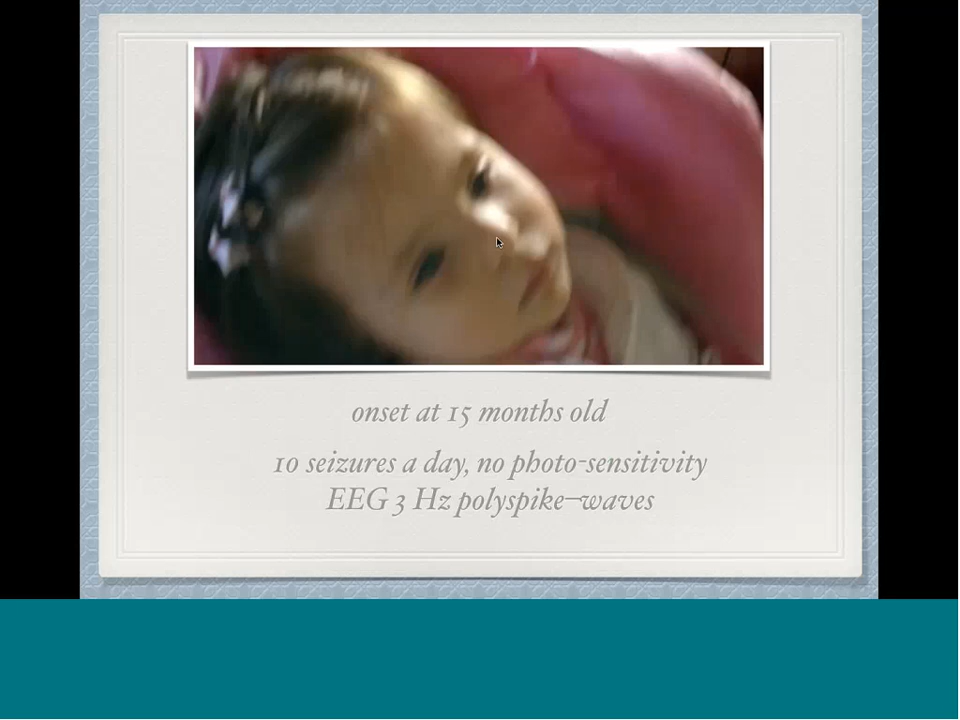 onset at 15 months old
10 seizures a day, no photo-sensitivity
EEG 3 Hz polyspike–waves